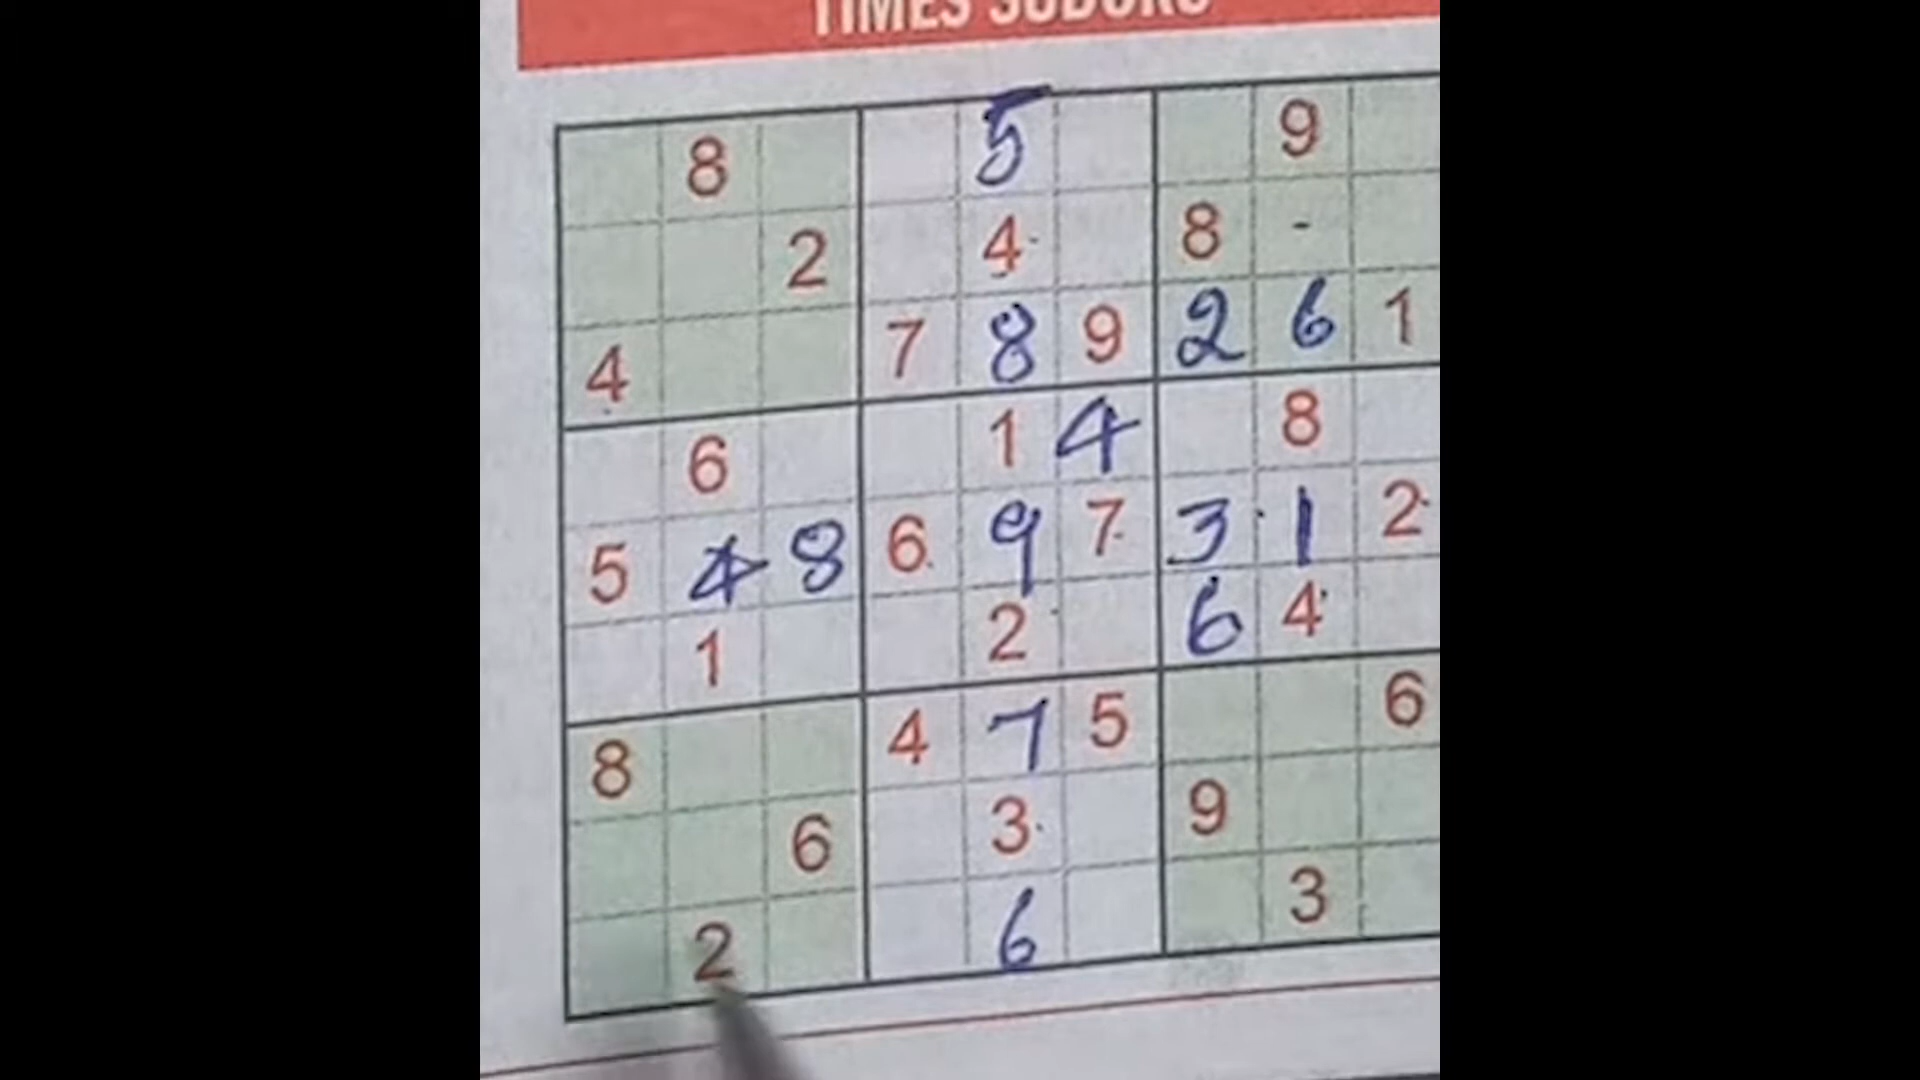 TIMES SUDOKU
8 5 9
2 4 8 -
4 7 8 9 2 6 1
6 1 4 8
5 4 8 6 9 7 3 1 2
1 2 6 4
8 4 7 5 6
6 3 9
2 6 3